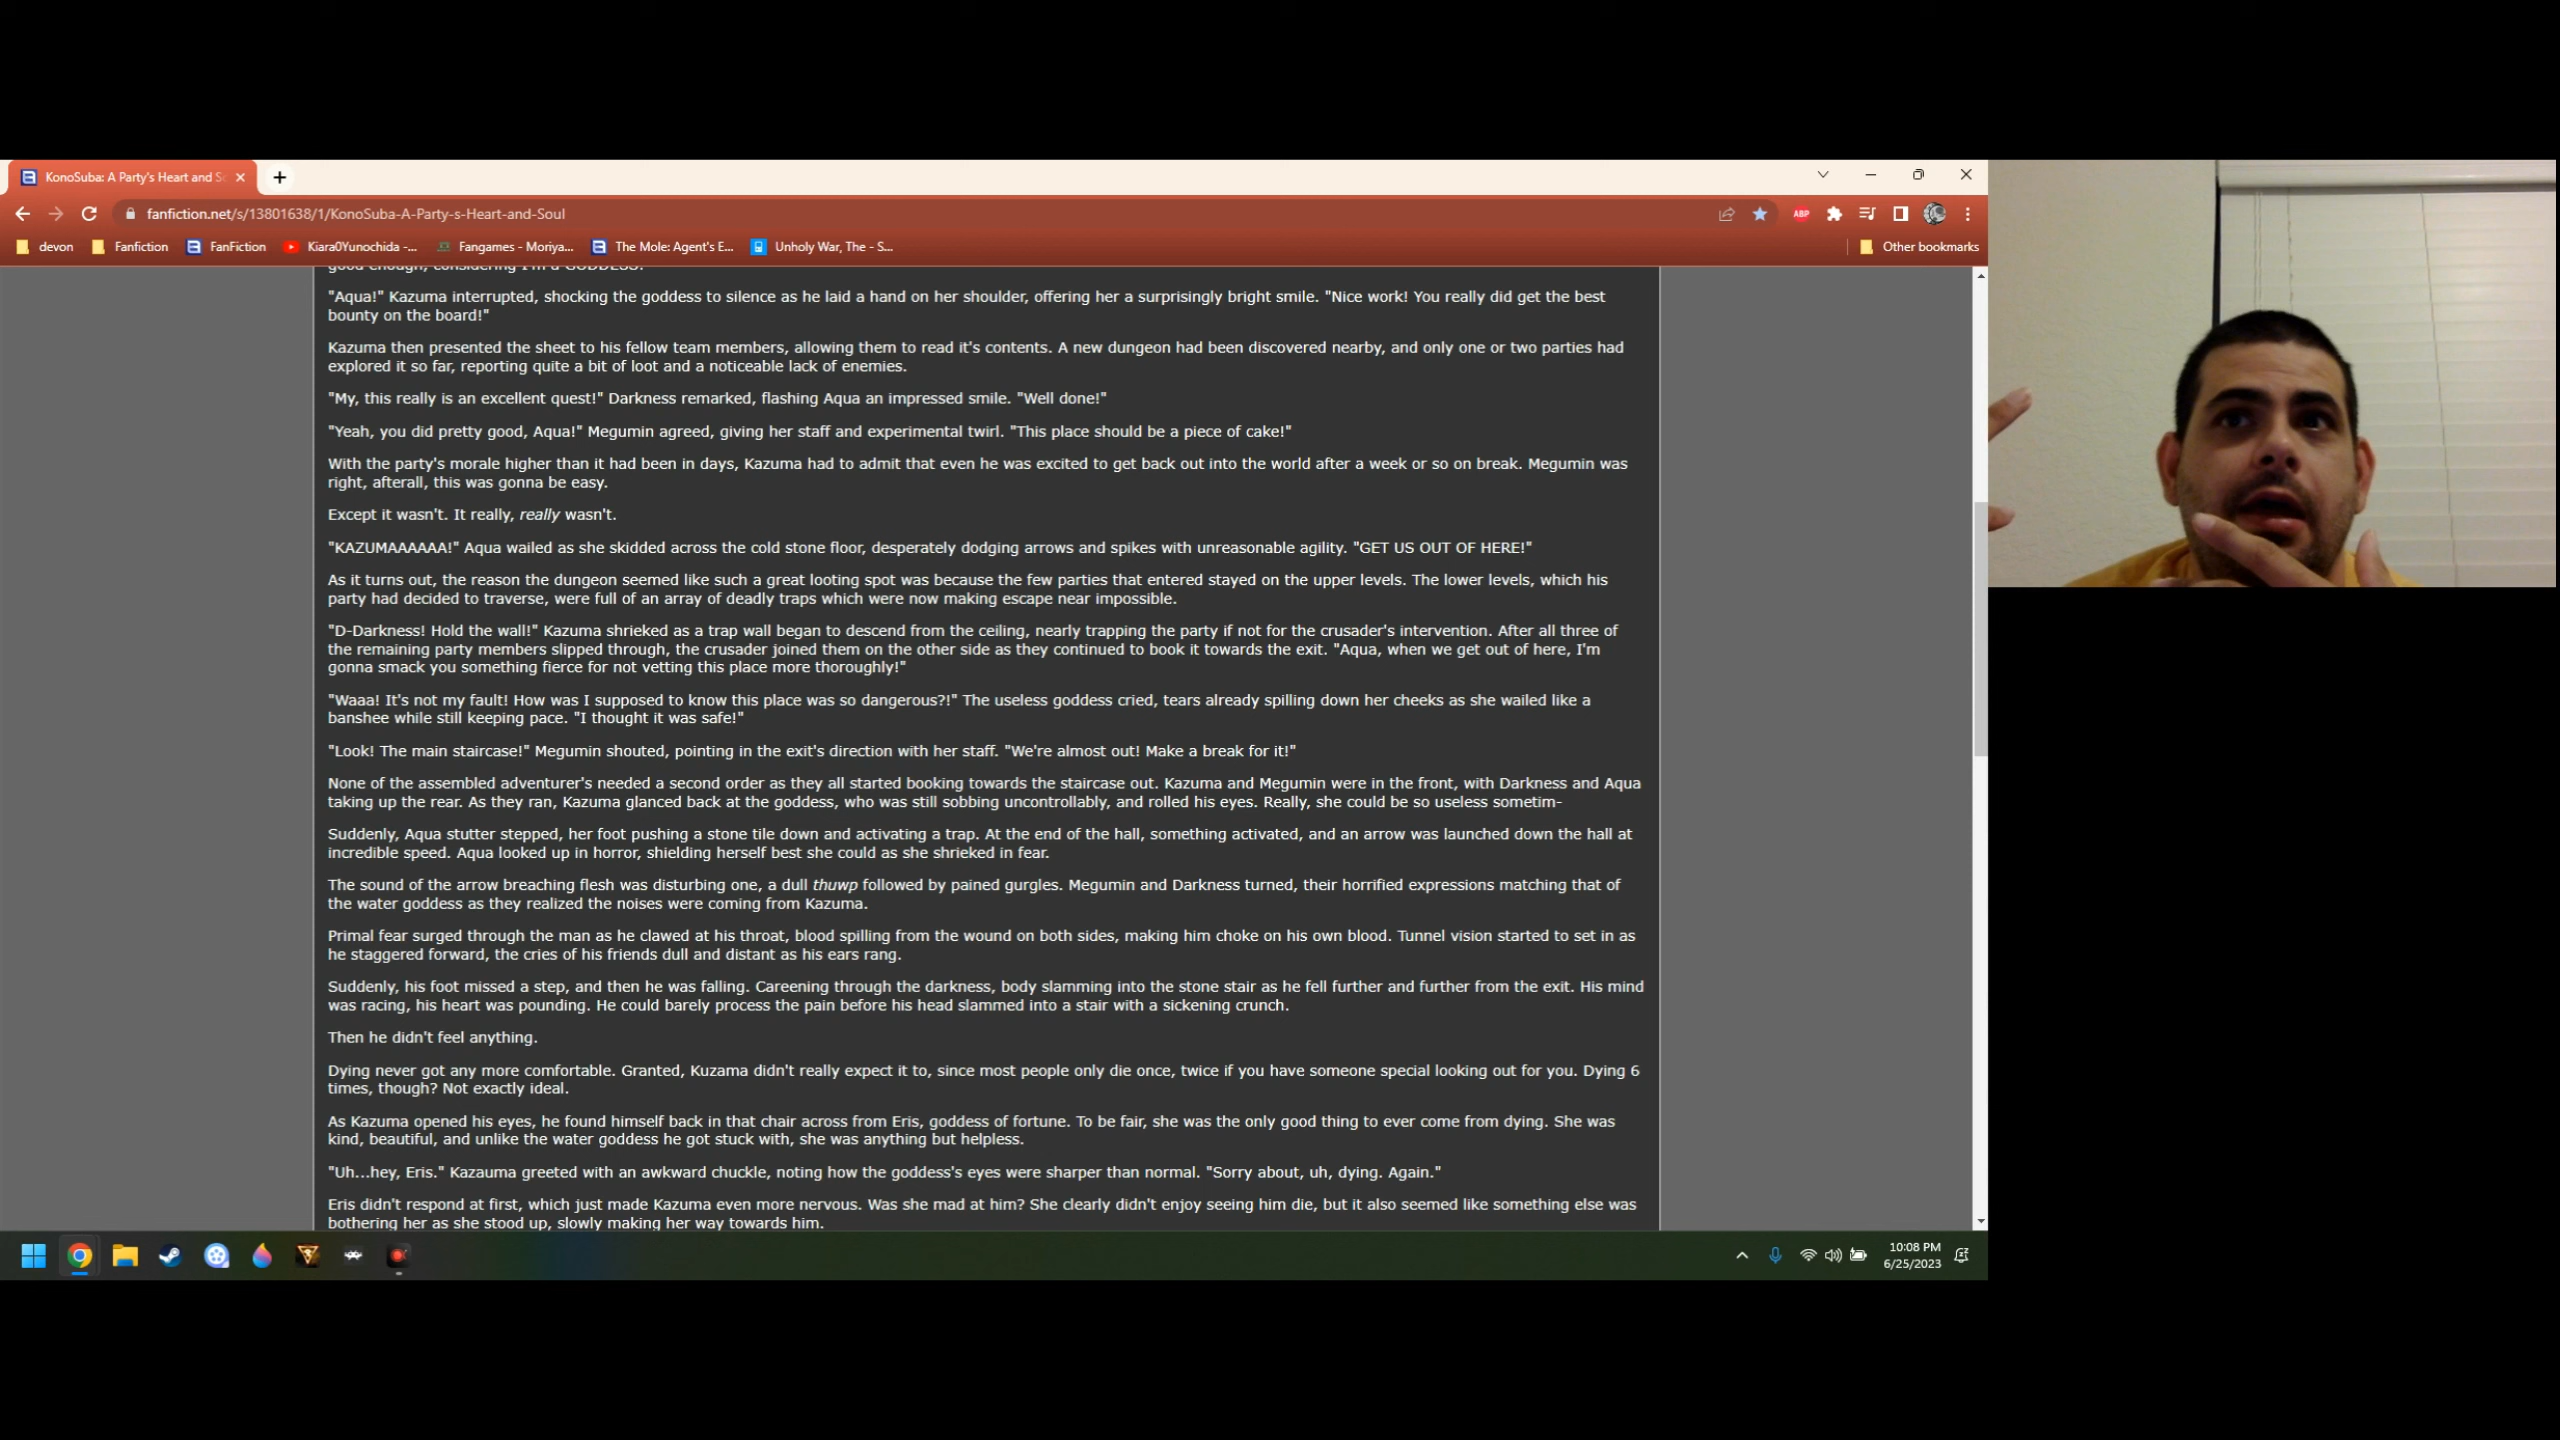 KonoSuba: A Party's Heart and S
fanfiction.net/s/13801638/1/KonoSuba-A-Party-s-Heart-and-Soul
ABP
devon
Fanfiction
FanFiction
Kiara0Yunochida -...
Fangames - Moriya...
The Mole: Agent's E...
Unholy War, The - S...
Other bookmarks
good enough, considering I'm a GODDESS!
"Aqua!" Kazuma interrupted, shocking the goddess to silence as he laid a hand on her shoulder, offering her a surprisingly bright smile. "Nice work! You really did get the best
bounty on the board!"
Kazuma then presented the sheet to his fellow team members, allowing them to read it's contents. A new dungeon had been discovered nearby, and only one or two parties had
explored it so far, reporting quite a bit of loot and a noticeable lack of enemies.
"My, this really is an excellent quest!" Darkness remarked, flashing Aqua an impressed smile. "Well done!"
"Yeah, you did pretty good, Aqua!" Megumin agreed, giving her staff and experimental twirl. "This place should be a piece of cake!"
With the party's morale higher than it had been in days, Kazuma had to admit that even he was excited to get back out into the world after a week or so on break. Megumin was
right, afterall, this was gonna be easy.
Except it wasn't. It really, really wasn't.
"KAZUMAAAAAA!" Aqua wailed as she skidded across the cold stone floor, desperately dodging arrows and spikes with unreasonable agility. "GET US OUT OF HERE!"
As it turns out, the reason the dungeon seemed like such a great looting spot was because the few parties that entered stayed on the upper levels. The lower levels, which his
party had decided to traverse, were full of an array of deadly traps which were now making escape near impossible.
"D-Darkness! Hold the wall!" Kazuma shrieked as a trap wall began to descend from the ceiling, nearly trapping the party if not for the crusader's intervention. After all three of
the remaining party members slipped through, the crusader joined them on the other side as they continued to book it towards the exit. "Aqua, when we get out of here, I'm
gonna smack you something fierce for not vetting this place more thoroughly!"
"Waaa! It's not my fault! How was I supposed to know this place was so dangerous?!" The useless goddess cried, tears already spilling down her cheeks as she wailed like a
banshee while still keeping pace. "I thought it was safe!"
"Look! The main staircase!" Megumin shouted, pointing in the exit's direction with her staff. "We're almost out! Make a break for it!"
None of the assembled adventurer's needed a second order as they all started booking towards the staircase out. Kazuma and Megumin were in the front, with Darkness and Aqua
taking up the rear. As they ran, Kazuma glanced back at the goddess, who was still sobbing uncontrollably, and rolled his eyes. Really, she could be so useless sometim-
Suddenly, Aqua stutter stepped, her foot pushing a stone tile down and activating a trap. At the end of the hall, something activated, and an arrow was launched down the hall at
incredible speed. Aqua looked up in horror, shielding herself best she could as she shrieked in fear.
The sound of the arrow breaching flesh was disturbing one, a dull thuwp followed by pained gurgles. Megumin and Darkness turned, their horrified expressions matching that of
the water goddess as they realized the noises were coming from Kazuma.
Primal fear surged through the man as he clawed at his throat, blood spilling from the wound on both sides, making him choke on his own blood. Tunnel vision started to set in as
he staggered forward, the cries of his friends dull and distant as his ears rang.
Suddenly, his foot missed a step, and then he was falling. Careening through the darkness, body slamming into the stone stair as he fell further and further from the exit. His mind
was racing, his heart was pounding. He could barely process the pain before his head slammed into a stair with a sickening crunch.
Then he didn't feel anything.
Dying never got any more comfortable. Granted, Kuzama didn't really expect it to, since most people only die once, twice if you have someone special looking out for you. Dying 6
times, though? Not exactly ideal.
As Kazuma opened his eyes, he found himself back in that chair across from Eris, goddess of fortune. To be fair, she was the only good thing to ever come from dying. She was
kind, beautiful, and unlike the water goddess he got stuck with, she was anything but helpless.
"Uh...hey, Eris." Kazauma greeted with an awkward chuckle, noting how the goddess's eyes were sharper than normal. "Sorry about, uh, dying. Again."
Eris didn't respond at first, which just made Kazuma even more nervous. Was she mad at him? She clearly didn't enjoy seeing him die, but it also seemed like something else was
bothering her as she stood up, slowly making her way towards him.
10:08 PM
6/25/2023